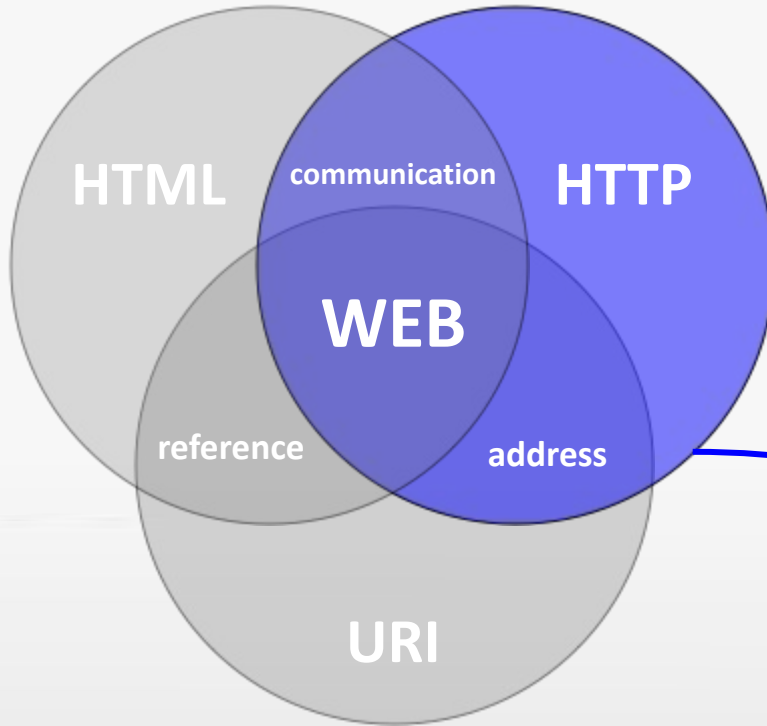 HTML
communication
HTTP
WEB
reference
address
URI